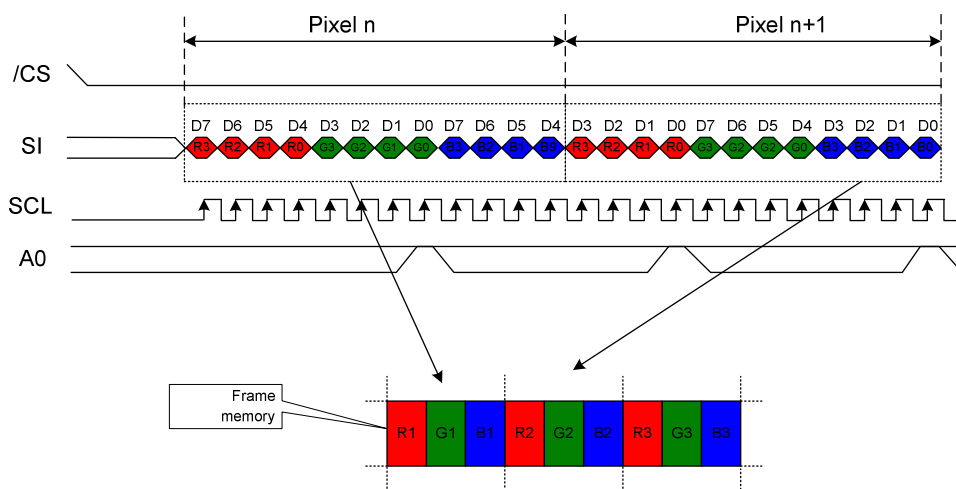 Pixel n Pixel n+1
/CS
D7 D6 D5 D4 D3 D2 D1 D0 D7 D6 D5 D4 D3 D2 D1 D0 D7 D6 D5 D4 D3 D2 D1 D0
SI R3 R2 R1 R0 G3 G2 G1 G0 B3 B2 B1 B9 R3 R2 R1 R0 G3 G2 G2 G0 B3 B2 B1 B0
SCL
A0
Frame
memory
R1 G1 B1 R2 G2 B2 R3 G3 B3